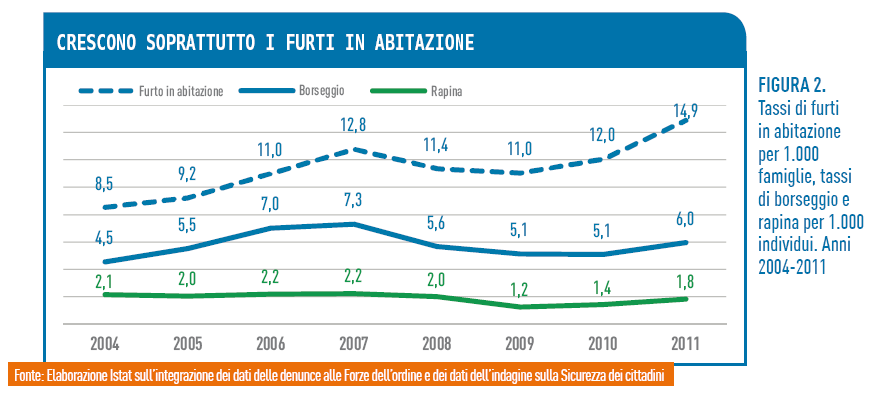 CRESCONO SOPRATTUTTO I FURTI IN ABITAZIONE
Furto in abitazione Borseggio Rapina
8,5 9,2 11,0 12,8 11,4 11,0 12,0 14,9
4,5 5,5 7,0 7,3 5,6 5,1 5,1 6,0
2,1 2,0 2,2 2,2 2,0 1,2 1,4 1,8
2004 2005 2006 2007 2008 2009 2010 2011
Fonte: Elaborazione Istat sull'integrazione dei dati delle denunce alle Forze dell'ordine e dei dati dell'indagine sulla Sicurezza dei cittadini
FIGURA 2.
Tassi di furti
in abitazione
per 1.000
famiglie, tassi
di borseggio e
rapina per 1.000
individui. Anni
2004-2011